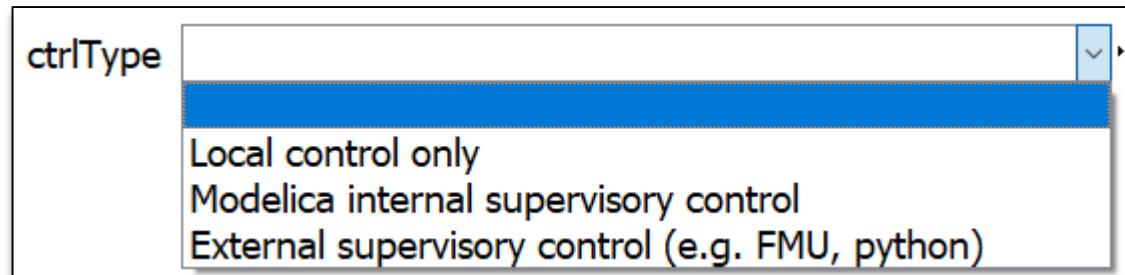 ctrlType
Local control only
Modelica internal supervisory control
External supervisory control (e.g. FMU, python)